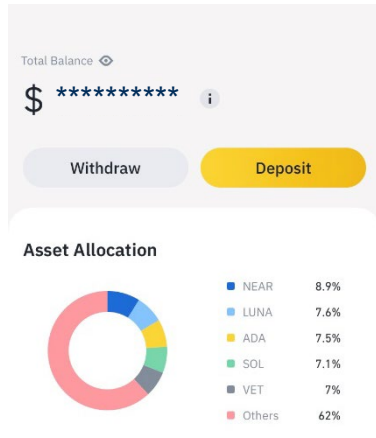 Total Balance
$ **********
i
Withdraw
Deposit
Asset Allocation
NEAR 8.9%
LUNA 7.6%
ADA 7.5%
SOL 7.1%
VET 7%
Others 62%